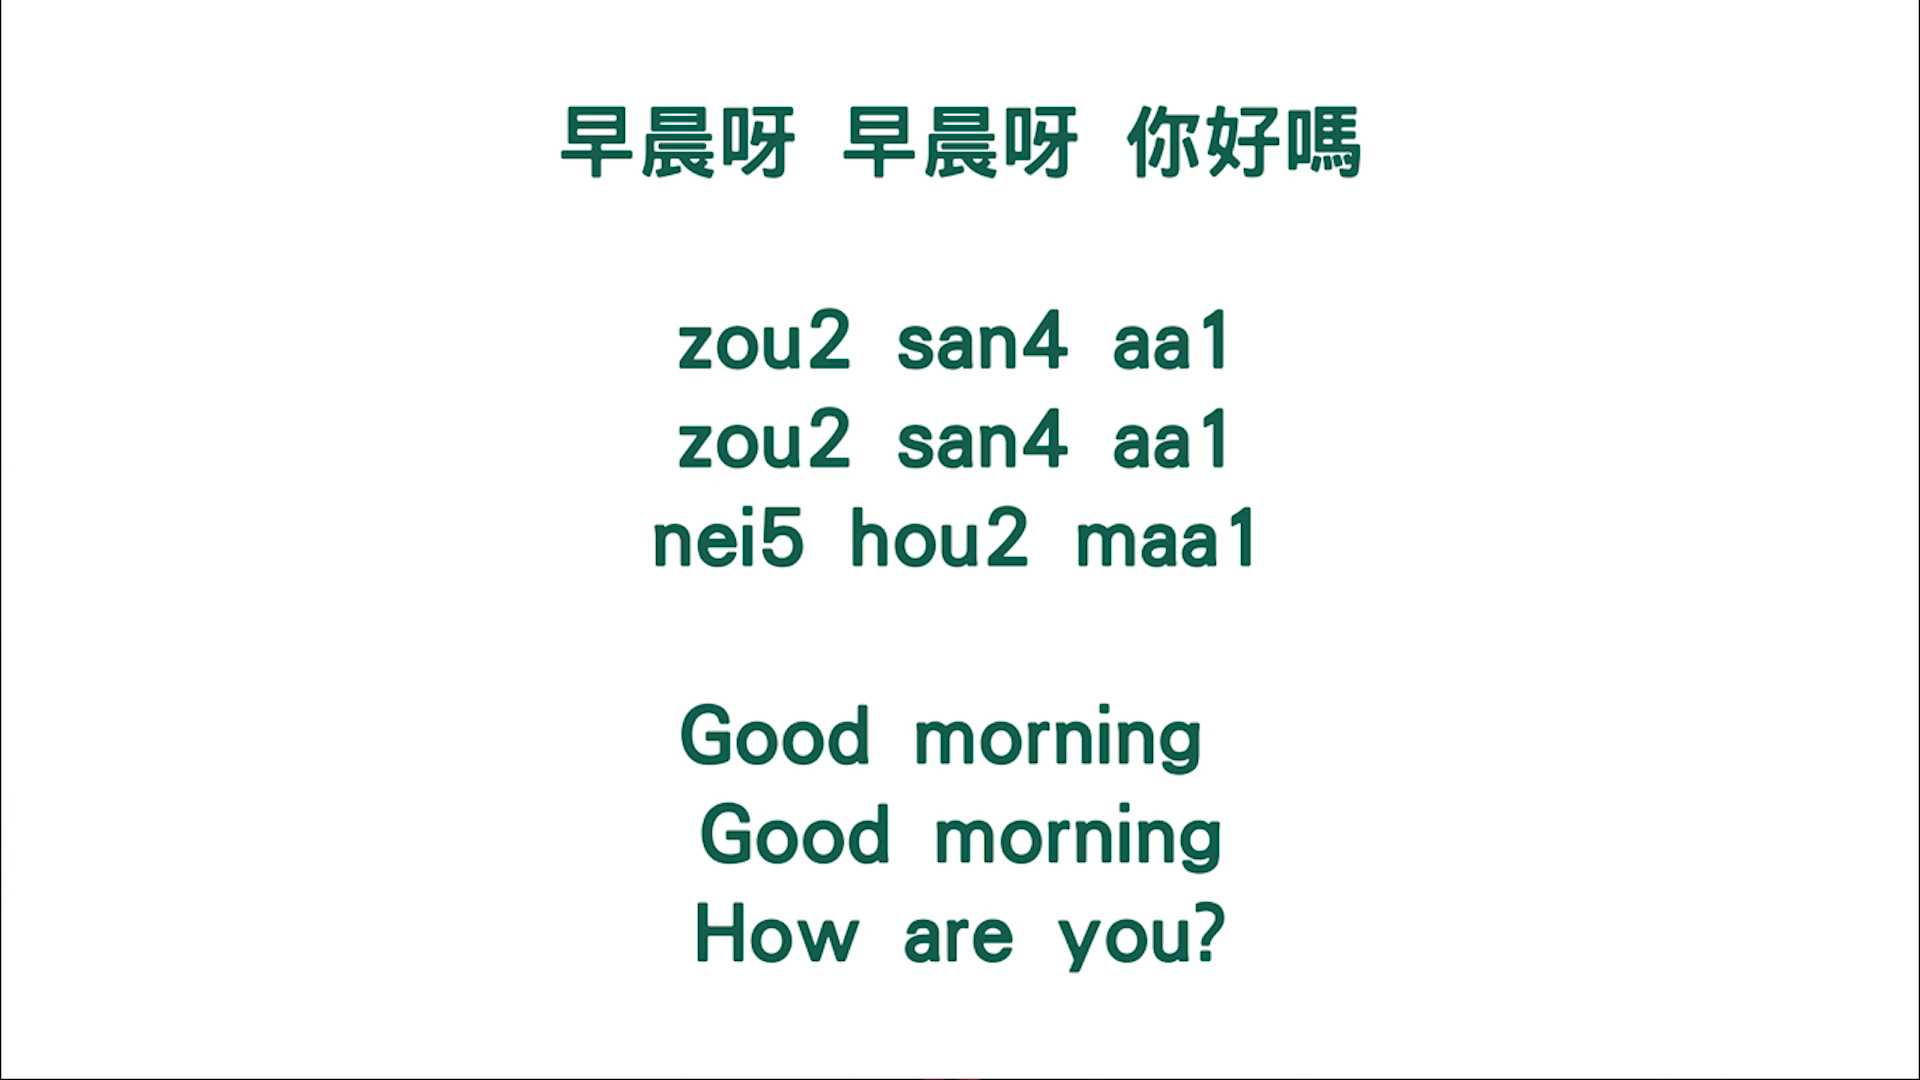 早晨呀 早晨呀 你好嗎
zou2 san4 aa1
zou2 san4 aa1
nei5 hou2 maa1
Good morning
Good morning
How are you?